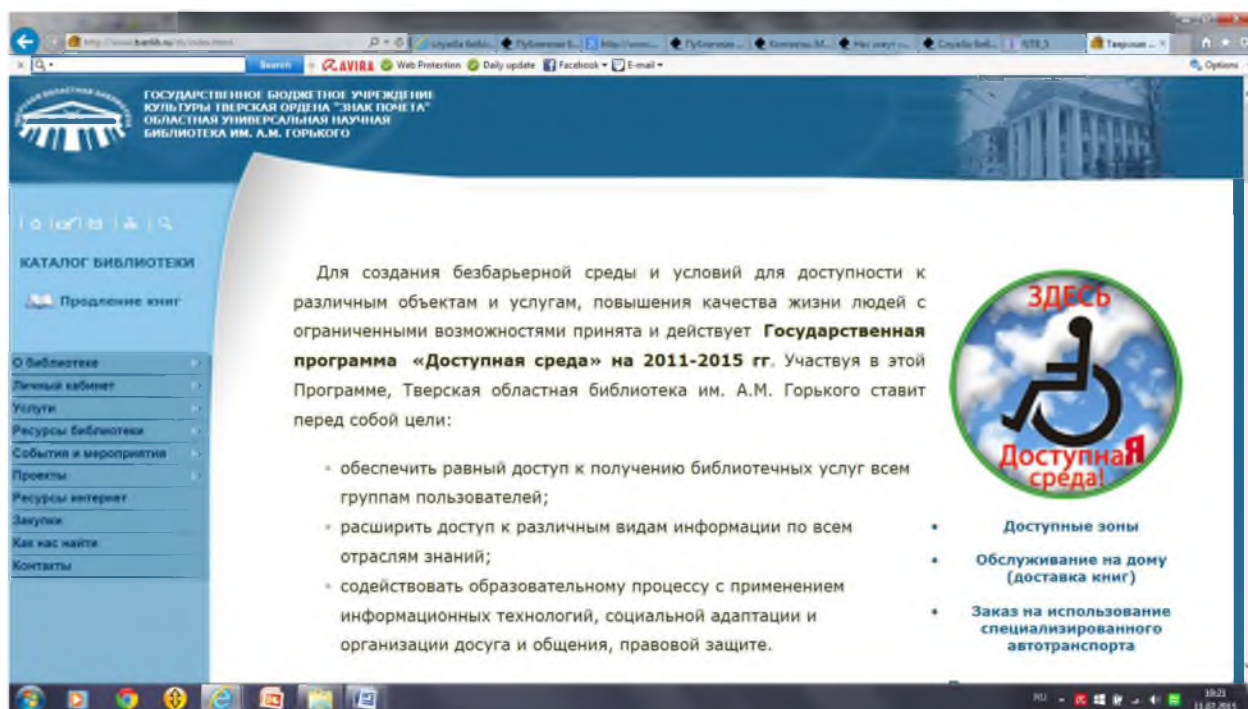 AVIRA Web Protection Daily update Facebook E-mail
Options
ГОСУДАРСТВЕННОЕ БЮДЖЕТНОЕ УЧРЕЖДЕНИЕ
КУЛЬТУРЫ ТВЕРСКАЯ ОРДЕНА "ЗНАК ПОЧЕТА"
ОБЛАСТНАЯ УНИВЕРСАЛЬНАЯ НАУЧНАЯ
БИБЛИОТЕКА ИМ. А.М. ГОРЬКОГО
КАТАЛОГ БИБЛИОТЕКИ
Продление книг
О библиотеке
Личный кабинет
Услуги
Ресурсы библиотеки
События и мероприятия
Проекты
Ресурсы интернет
Закупки
Как нас найти
Контакты
Для создания безбарьерной среды и условий для доступности к
различным объектам и услугам, повышения качества жизни людей с
ограниченными возможностями принята и действует Государственная
программа «Доступная среда» на 2011-2015 гг. Участвуя в этой
Программе, Тверская областная библиотека им. А.М. Горького ставит
перед собой цели:
обеспечить равный доступ к получению библиотечных услуг всем
группам пользователей;
расширить доступ к различным видам информации по всем
отраслям знаний;
содействовать образовательному процессу с применением
информационных технологий, социальной адаптации и
организации досуга и общения, правовой защите.
ЗДЕСЬ
ДоступнаЯ
среда!
• Доступные зоны
• Обслуживание на дому
(доставка книг)
• Заказ на использование
специализированного
автотранспорта
RU
10:21